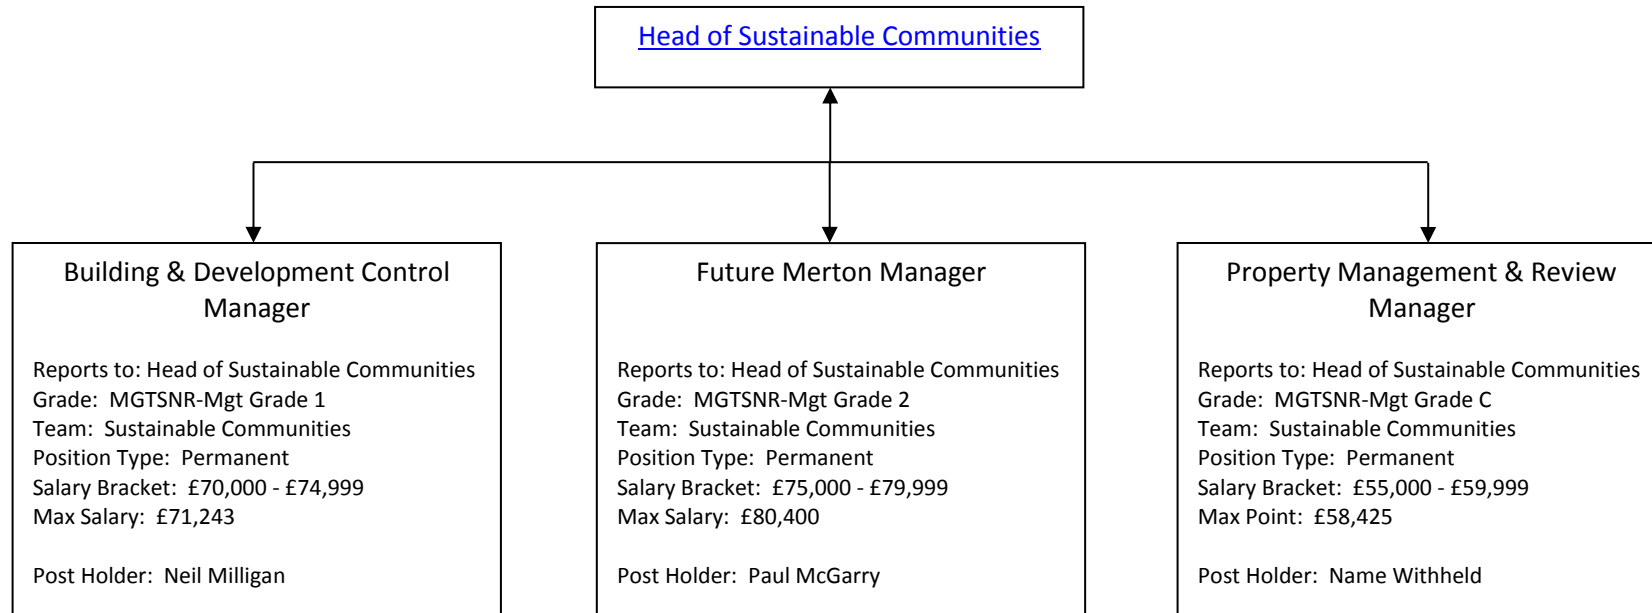 Head of Sustainable Communities
Building & Development Control
Manager
Reports to: Head of Sustainable Communities
Grade: MGTSNR-Mgt Grade 1
Team: Sustainable Communities
Position Type: Permanent
Salary Bracket: £70,000 - £74,999
Max Salary: £71,243
Post Holder: Neil Milligan
Future Merton Manager
Reports to: Head of Sustainable Communities
Grade: MGTSNR-Mgt Grade 2
Team: Sustainable Communities
Position Type: Permanent
Salary Bracket: £75,000 - £79,999
Max Salary: £80,400
Post Holder: Paul McGarry
Property Management & Review
Manager
Reports to: Head of Sustainable Communities
Grade: MGTSNR-Mgt Grade C
Team: Sustainable Communities
Position Type: Permanent
Salary Bracket: £55,000 - £59,999
Max Point: £58,425
Post Holder: Name Withheld